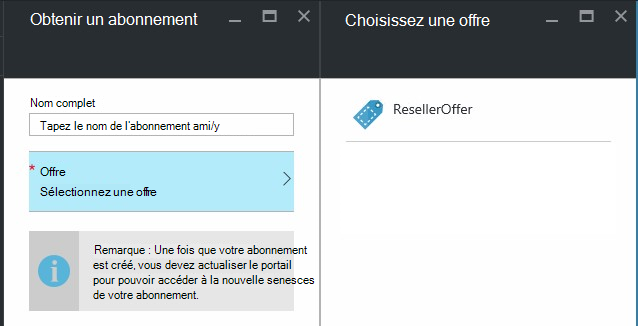 Obtenir un abonnement
Nom complet
Tapez le nom de l'abonnement ami/y
* Offre
Sélectionnez une offre
Remarque : Une fois que votre abonnement
est créé, vous devez actualiser le portail
pour pouvoir accéder à la nouvelle senesces
de votre abonnement.
Choisissez une offre
ResellerOffer